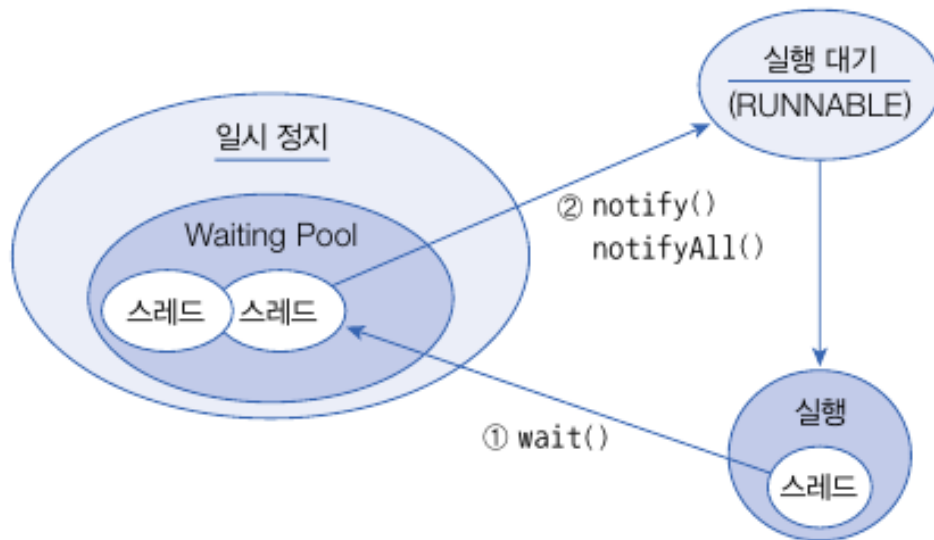 실행 대기
(RUNNABLE)
일시 정지
② notify()
notifyAll()
Waiting Pool
스레드
스레드
① wait()
실행
스레드